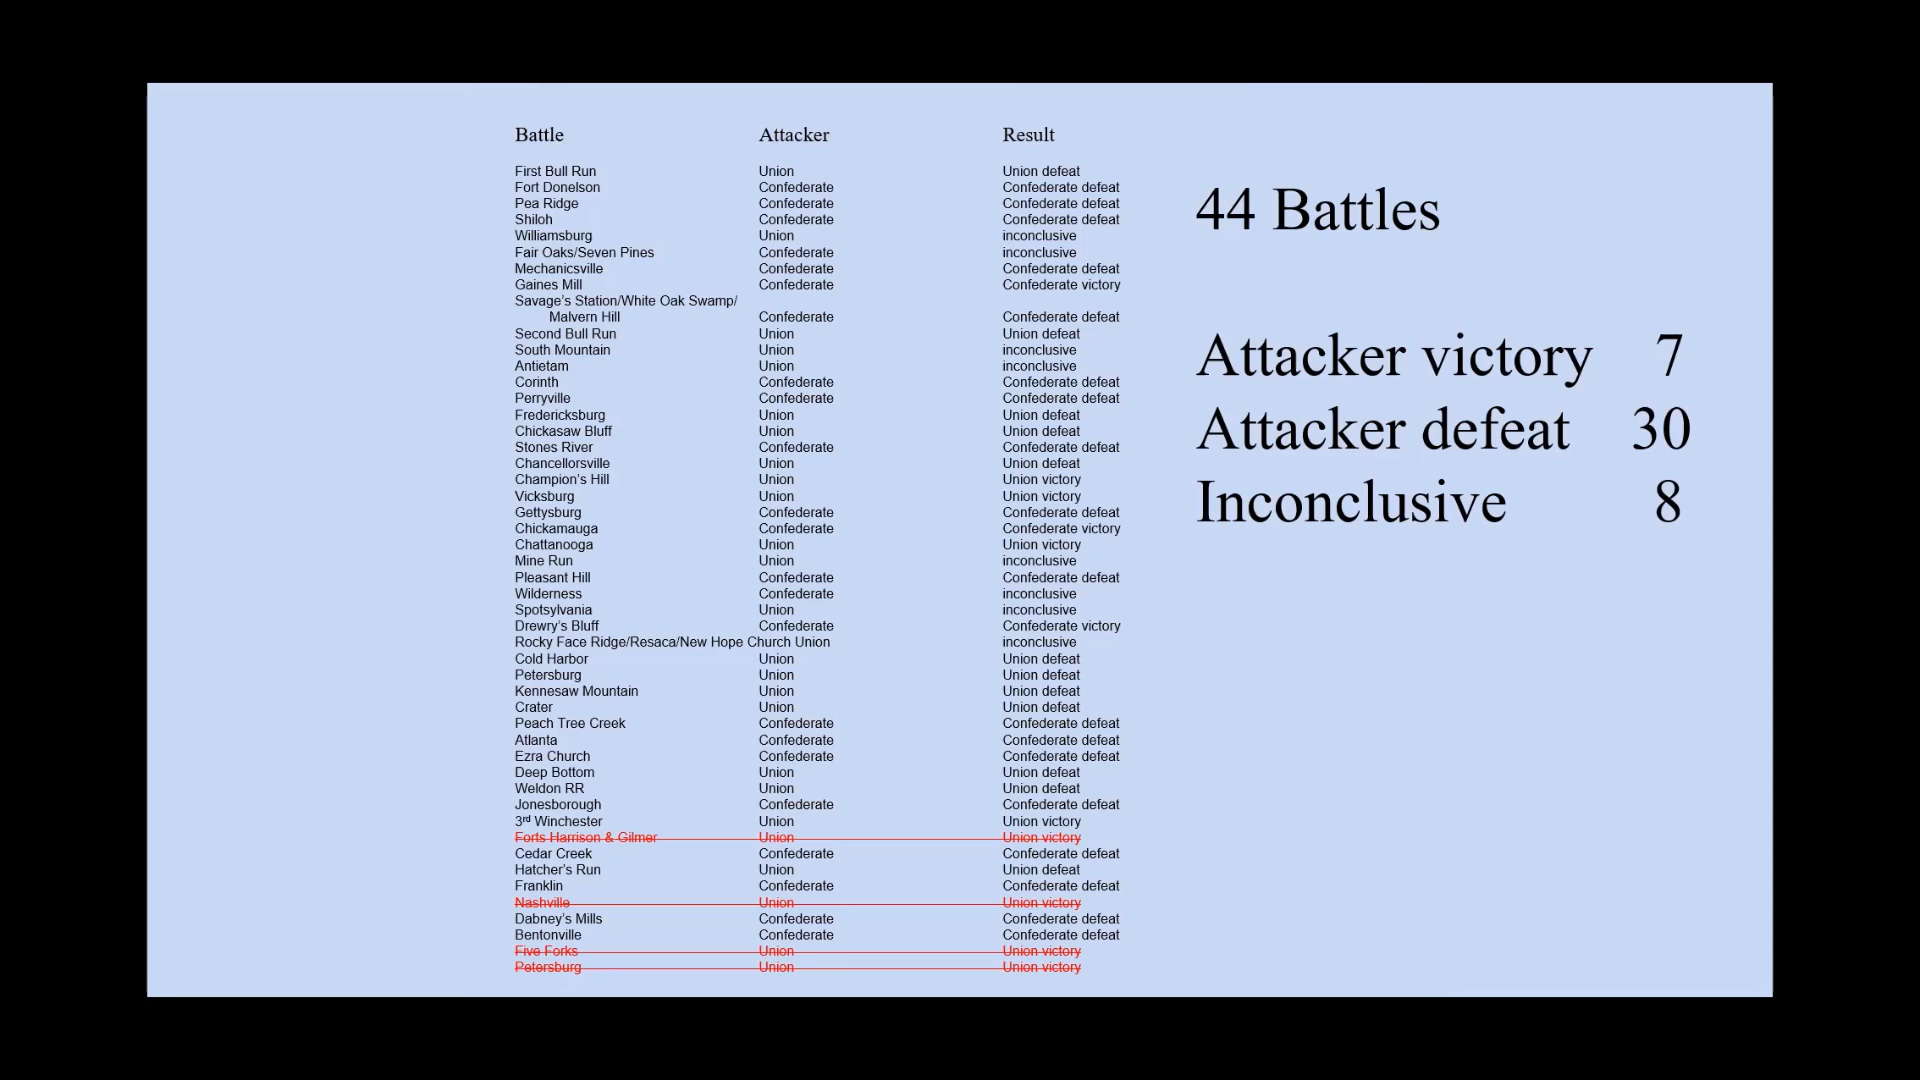 Battle Attacker Result
First Bull Run Union Union defeat
Fort Donelson Confederate Confederate defeat
Pea Ridge Confederate Confederate defeat
Shiloh Confederate Confederate defeat
Williamsburg Union inconclusive
Fair Oaks/Seven Pines Confederate inconclusive
Mechanicsville Confederate Confederate defeat
Gaines Mill Confederate Confederate victory
Savage’s Station/White Oak Swamp/
Malvern Hill Confederate Confederate defeat
Second Bull Run Union Union defeat
South Mountain Union inconclusive
Antietam Union inconclusive
Corinth Confederate Confederate defeat
Perryville Confederate Confederate defeat
Fredericksburg Union Union defeat
Chickasaw Bluff Union Union defeat
Stones River Confederate Confederate defeat
Chancellorsville Union Union defeat
Champion’s Hill Union Union victory
Vicksburg Union Union victory
Gettysburg Confederate Confederate defeat
Chickamauga Confederate Confederate victory
Chattanooga Union Union victory
Mine Run Union inconclusive
Pleasant Hill Confederate Confederate defeat
Wilderness Confederate inconclusive
Spotsylvania Union inconclusive
Drewry’s Bluff Confederate Confederate victory
Rocky Face Ridge/Resaca/New Hope Church Union inconclusive
Cold Harbor Union Union defeat
Petersburg Union Union defeat
Kennesaw Mountain Union Union defeat
Crater Union Union defeat
Peach Tree Creek Confederate Confederate defeat
Atlanta Confederate Confederate defeat
Ezra Church Confederate Confederate defeat
Deep Bottom Union Union defeat
Weldon RR Union Union defeat
Jonesborough Confederate Confederate defeat
3rd Winchester Union Union victory
Forts Harrison & Gilmer Union Union victory
Cedar Creek Confederate Confederate defeat
Hatcher’s Run Union Union defeat
Franklin Confederate Confederate defeat
Nashville Union Union victory
Dabney’s Mills Confederate Confederate defeat
Bentonville Confederate Confederate defeat
Five Forks Union Union victory
Petersburg Union Union victory
44 Battles
Attacker victory 7
Attacker defeat 30
Inconclusive 8